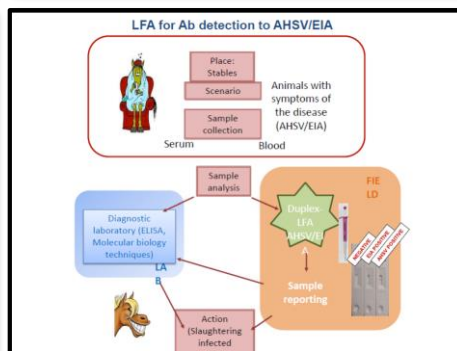 LFA for Ab detection to AHSV/EIA
Place:
Stables
Scenario
Sample
collection
Animals with
symptoms of
the disease
(AHSV/EIA)
Serum
Blood
Sample
analysis
Diagnostic
laboratory (ELISA,
Molecular biology
techniques)
LA
B
FIE
LD
Duplex-
LFA
AHSV/EI
A
NEGATIVE
EIA POSITIVE
AHSV POSITIVE
Sample
reporting
Action
(Slaughtering
infected